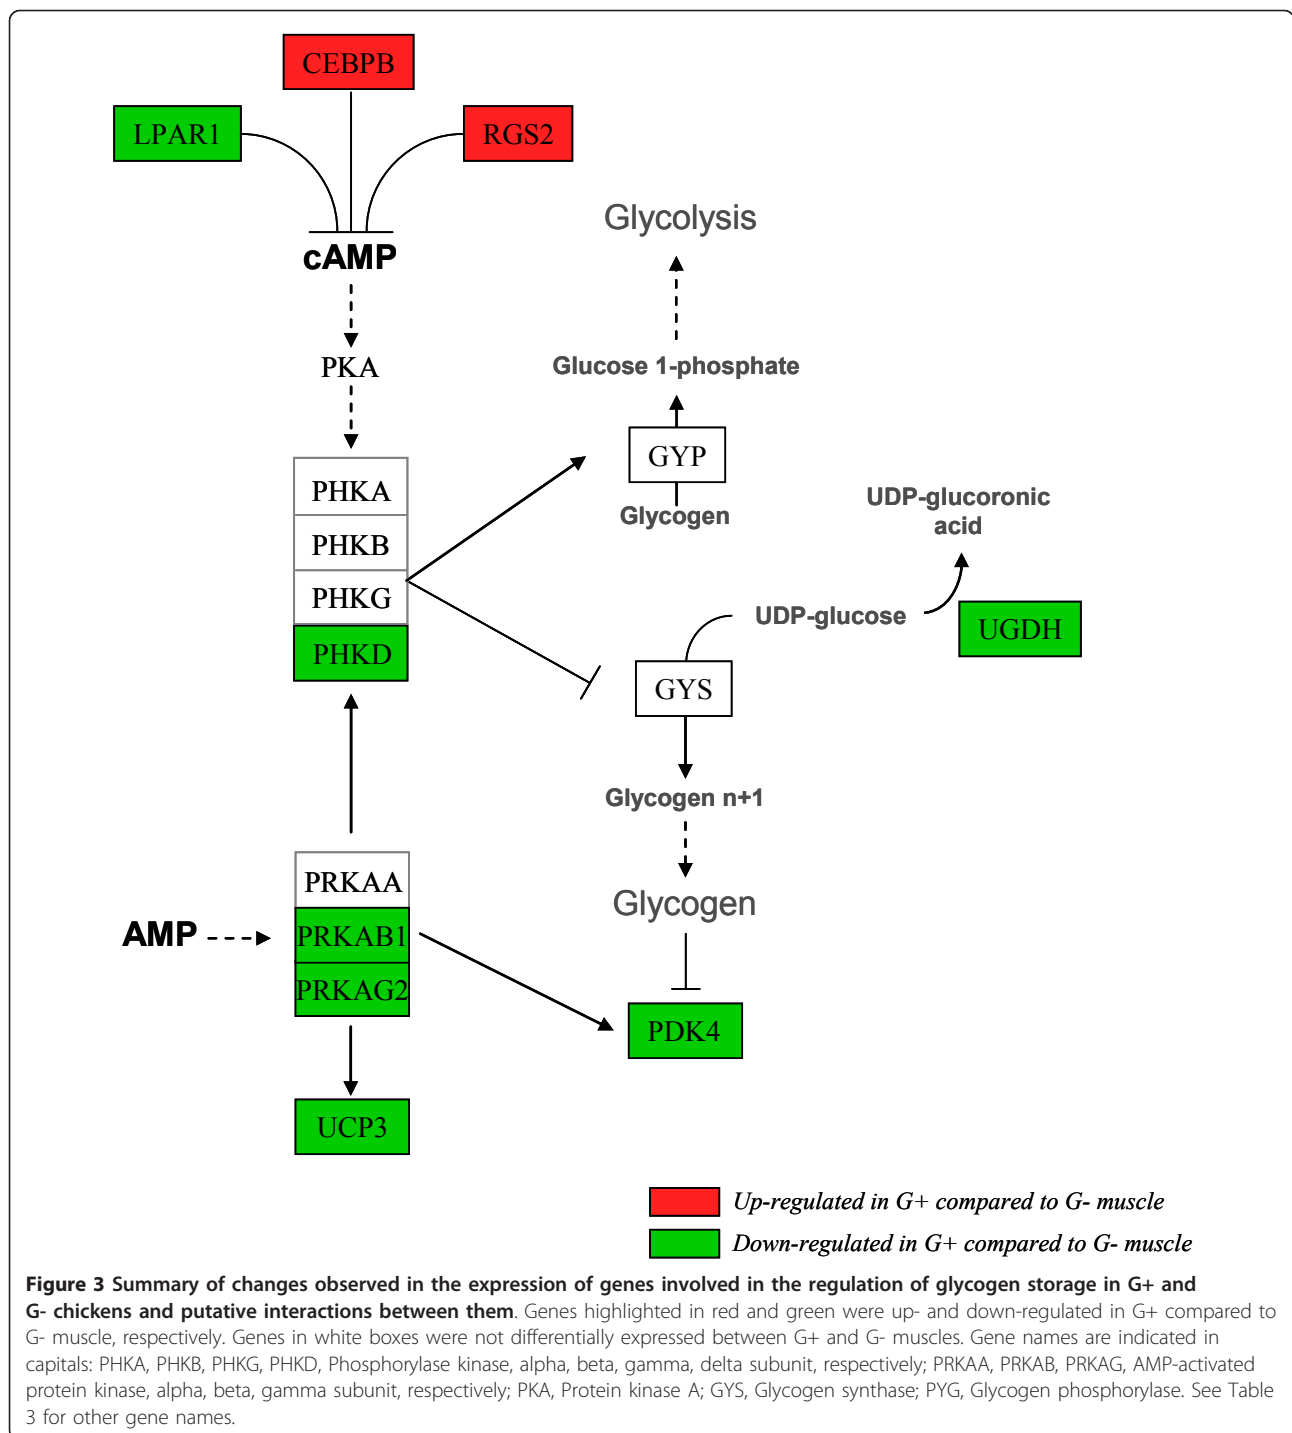 CEBPB
LPAR1
RGS2
cAMP
Glycolysis
PKA
Glucose 1-phosphate
GYP
Glycogen
PHKA
PHKB
PHKG
PHKD
UDP-glucoronic
acid
UDP-glucose
UGDH
GYS
Glycogen n+1
Glycogen
AMP
PRKAA
PRKAB1
PRKAG2
PDK4
UCP3
Up-regulated in G+ compared to G- muscle
Down-regulated in G+ compared to G- muscle
Figure 3 Summary of changes observed in the expression of genes involved in the regulation of glycogen storage in G+ and
G- chickens and putative interactions between them. Genes highlighted in red and green were up- and down-regulated in G+ compared to
G- muscle, respectively. Genes in white boxes were not differentially expressed between G+ and G- muscles. Gene names are indicated in
capitals: PHKA, PHKB, PHKG, PHKD, Phosphorylase kinase, alpha, beta, gamma, delta subunit, respectively; PRKAA, PRKAB, PRKAG, AMP-activated
protein kinase, alpha, beta, gamma subunit, respectively; PKA, Protein kinase A; GYS, Glycogen synthase; PYG, Glycogen phosphorylase. See Table
3 for other gene names.